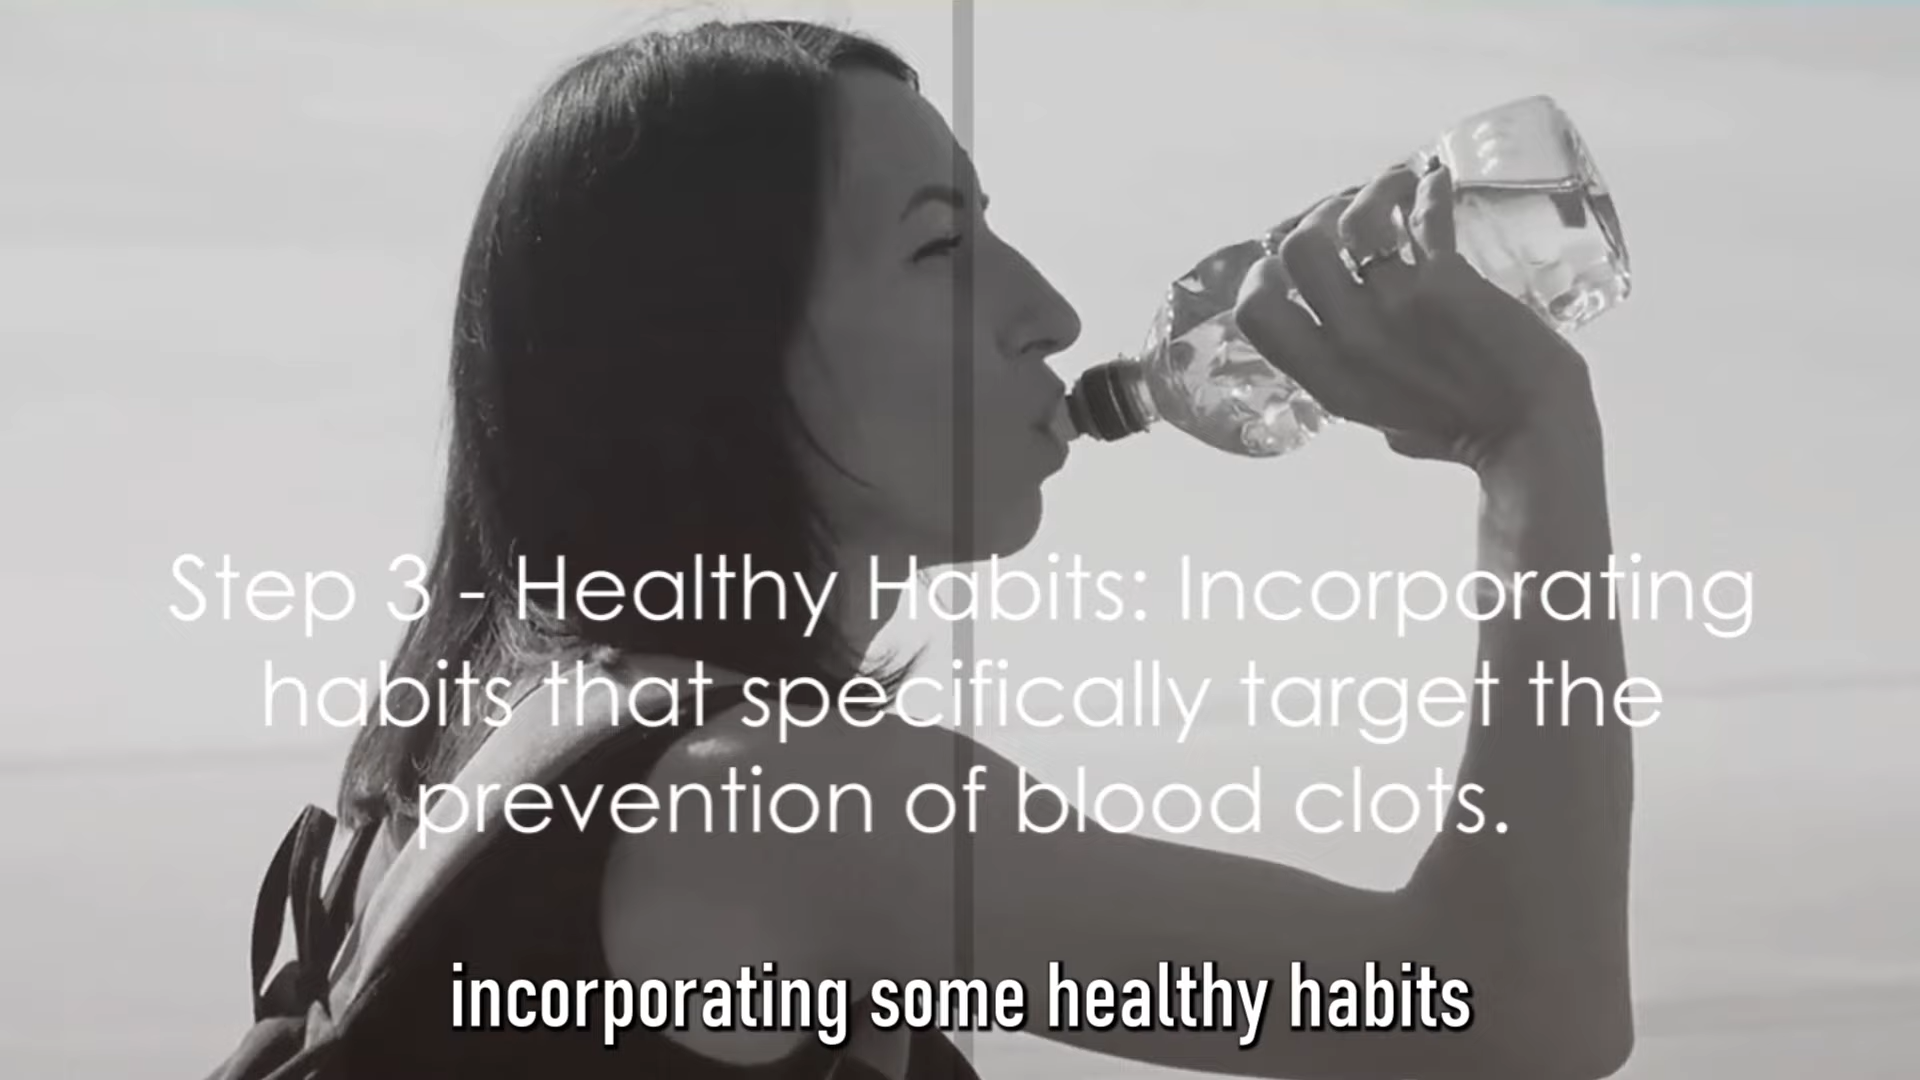 Step 3 - Healthy Habits: Incorporating
habits that specifically target the
prevention of blood clots.
incorporating some healthy habits